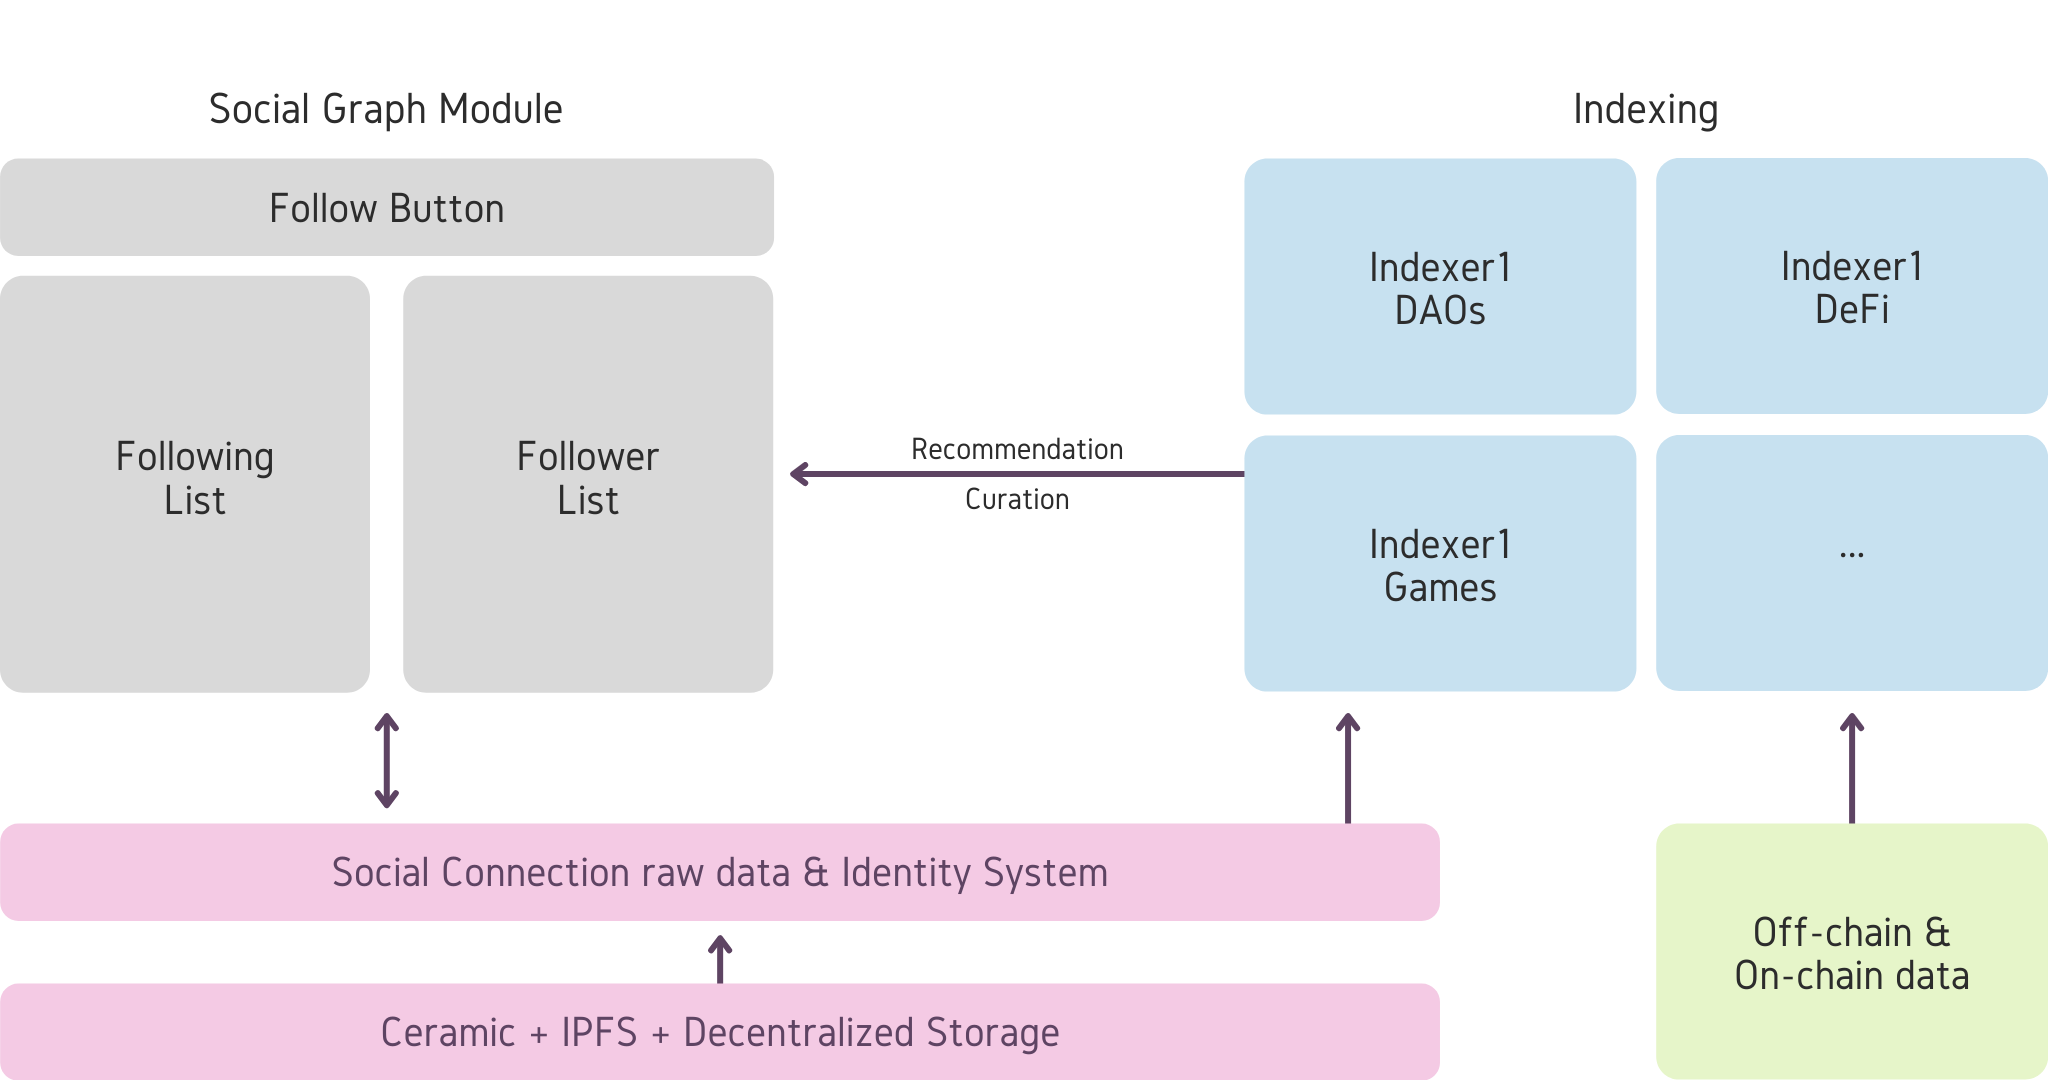 Social Graph Module
Follow Button
Following
List
Follower
List
Recommendation
Curation
Indexing
Indexer1
DAOs
Indexer1
DeFi
Indexer1
Games
...
Social Connection raw data & Identity System
Ceramic + IPFS + Decentralized Storage
Off-chain &
On-chain data